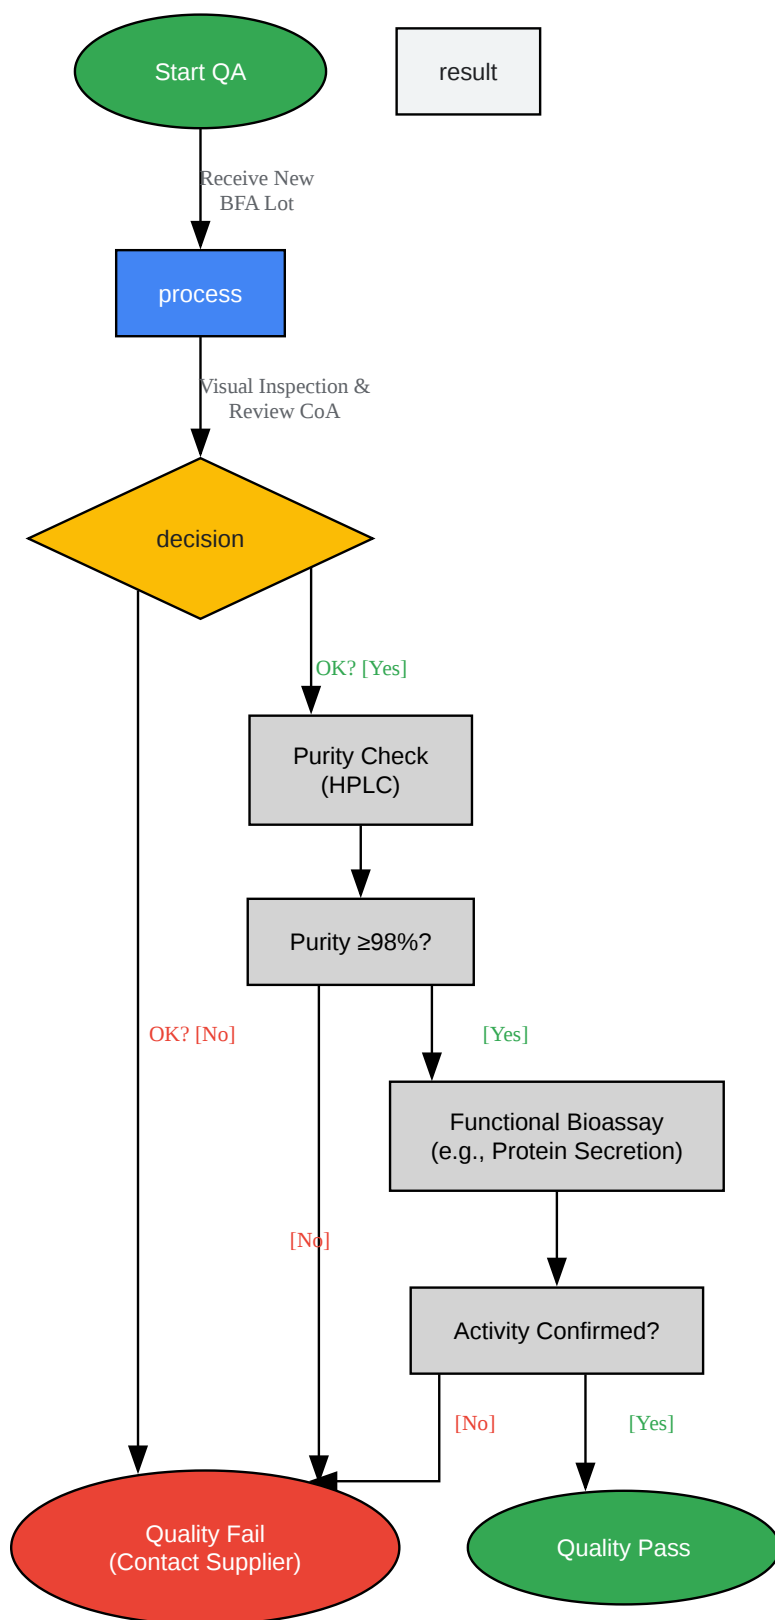 Start QA
result
Receive New
BFA Lot
process
Visual Inspection &
Review CoA
decision
OK? [Yes]
Purity Check
(HPLC)
Purity ≥98%?
OK? [No]
[Yes]
Functional Bioassay
(e.g., Protein Secretion)
[No]
Activity Confirmed?
[No]
[Yes]
Quality Fail
(Contact Supplier)
Quality Pass